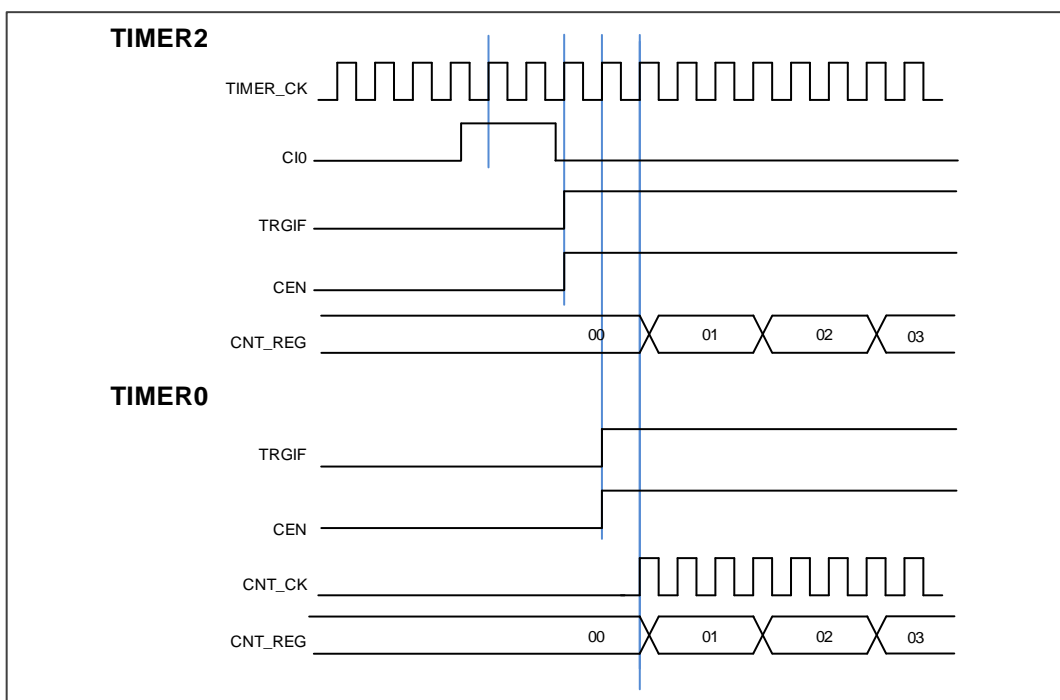 TIMER2
TIMER_CK
CI0
TRGIF
CEN
CNT_REG 00 01 02 03
TIMER0
TRGIF
CEN
CNT_CK
CNT_REG 00 01 02 03